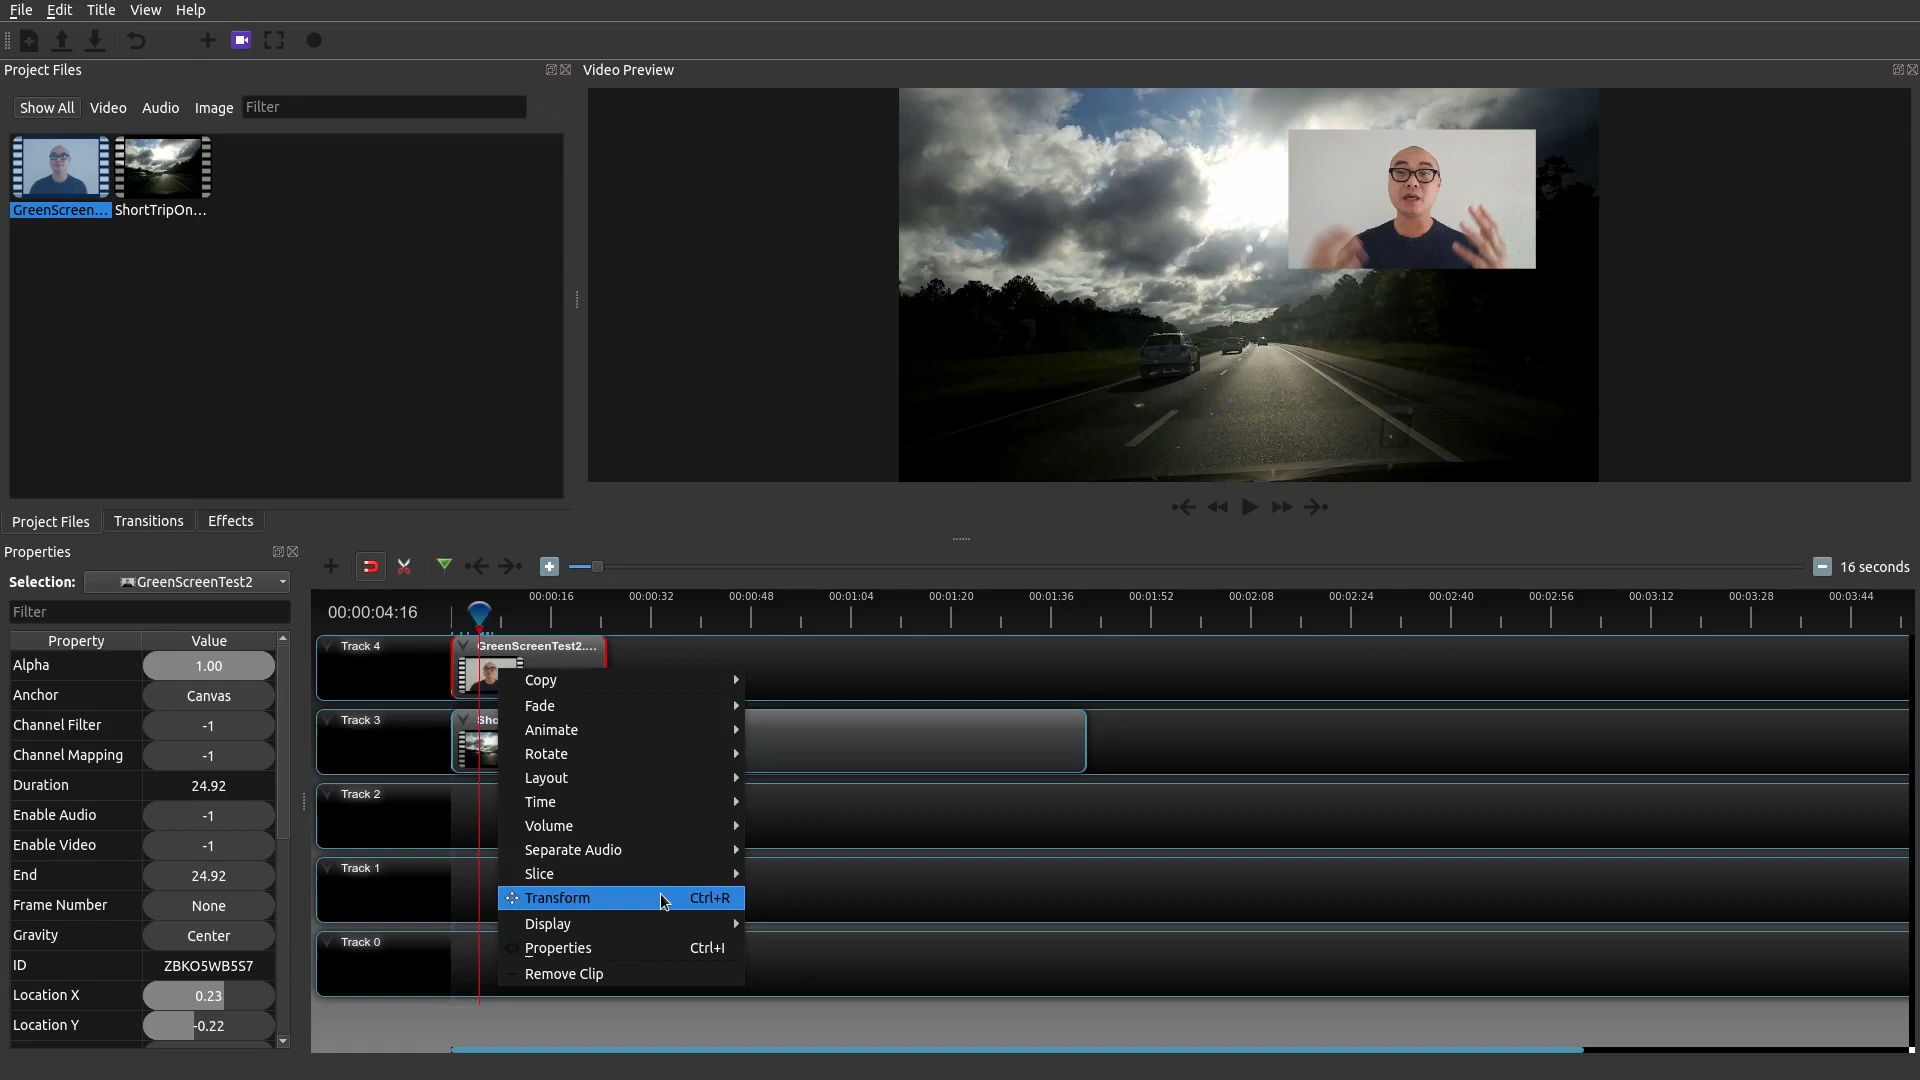 File Edit Title View Help
Project Files
Video Preview
Show All Video Audio Image Filter
GreenScreen... ShortTripOn...
Project Files Transitions Effects
Properties
Selection: GreenScreenTest2
Filter
Property Value
Alpha 1.00
Anchor Canvas
Channel Filter -1
Channel Mapping -1
Duration 24.92
Enable Audio -1
Enable Video -1
End 24.92
Frame Number None
Gravity Center
ID ZBKO5WB5S7
Location X 0.23
Location Y -0.22
16 seconds
00:00:04:16
00:00:16 00:00:32 00:00:48 00:01:04 00:01:20 00:01:36 00:01:52 00:02:08 00:02:24 00:02:40 00:02:56 00:03:12 00:03:28 00:03:44
Track 4 GreenScreenTest2....
Track 3 Sho
Track 2
Track 1
Track 0
Copy
Fade
Animate
Rotate
Layout
Time
Volume
Separate Audio
Slice
Transform Ctrl+R
Display
Properties Ctrl+I
Remove Clip